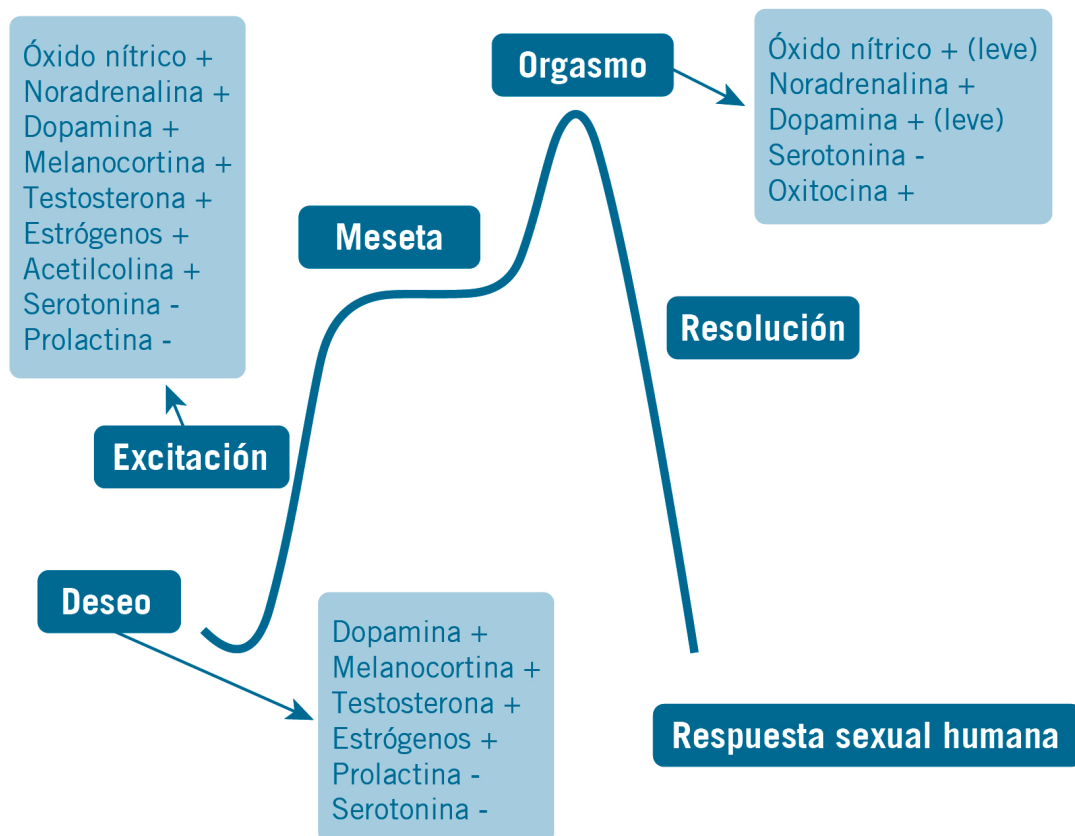 Óxido nítrico +
Noradrenalina +
Dopamina +
Melanocortina +
Testosterona +
Estrógenos +
Acetilcolina +
Serotonina -
Prolactina -
Orgasmo
Óxido nítrico + (leve)
Noradrenalina +
Dopamina + (leve)
Serotonina -
Oxitocina +
Meseta
Resolución
Excitación
Deseo
Dopamina +
Melanocortina +
Testosterona +
Estrógenos +
Prolactina -
Serotonina -
Respuesta sexual humana